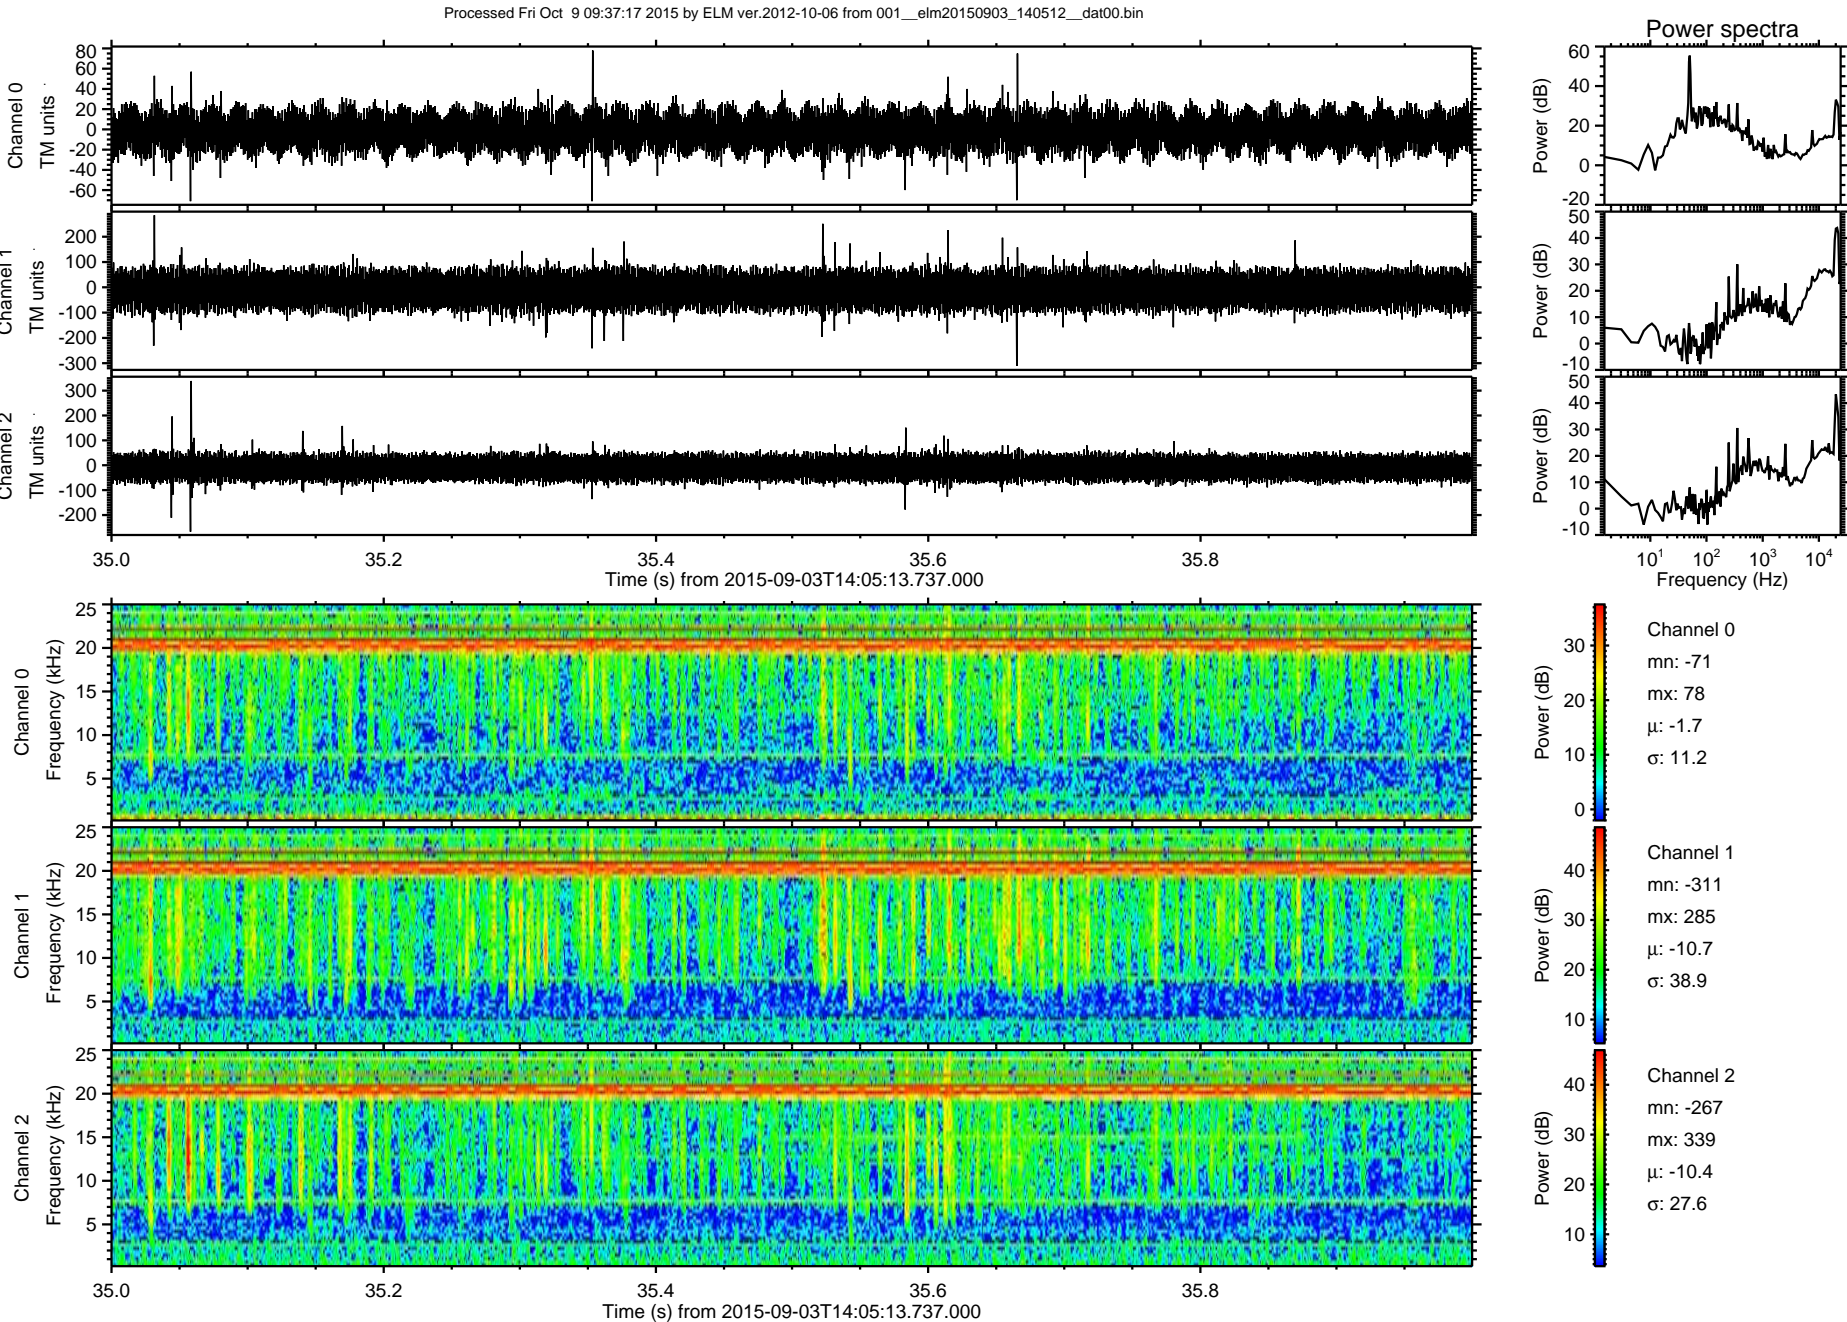 Processed Fri Oct 9 09:37:17 2015 by ELM ver.2012-10-06 from 001__elm20150903_140512__dat00.bin
Power spectra
Channel 0
TM units
80
60
40
20
0
-20
-40
-60
Power (dB)
60
40
20
0
-20
Channel 1
TM units
200
100
0
-100
-200
-300
Power (dB)
50
40
30
20
10
0
-10
Channel 2
TM units
300
200
100
0
-100
-200
Power (dB)
50
40
30
20
10
0
-10
35.0 35.2 35.4 35.6 35.8
Time (s) from 2015-09-03T14:05:13.737.000
10^1 10^2 10^3 10^4
Frequency (Hz)
Channel 0
Frequency (kHz)
25
20
15
10
5
Power (dB)
30
20
10
0
Channel 0
mn: -71
mx: 78
μ: -1.7
σ: 11.2
Channel 1
Frequency (kHz)
25
20
15
10
5
Power (dB)
40
30
20
10
Channel 1
mn: -311
mx: 285
μ: -10.7
σ: 38.9
Channel 2
Frequency (kHz)
25
20
15
10
5
Power (dB)
40
30
20
10
Channel 2
mn: -267
mx: 339
μ: -10.4
σ: 27.6
35.0 35.2 35.4 35.6 35.8
Time (s) from 2015-09-03T14:05:13.737.000